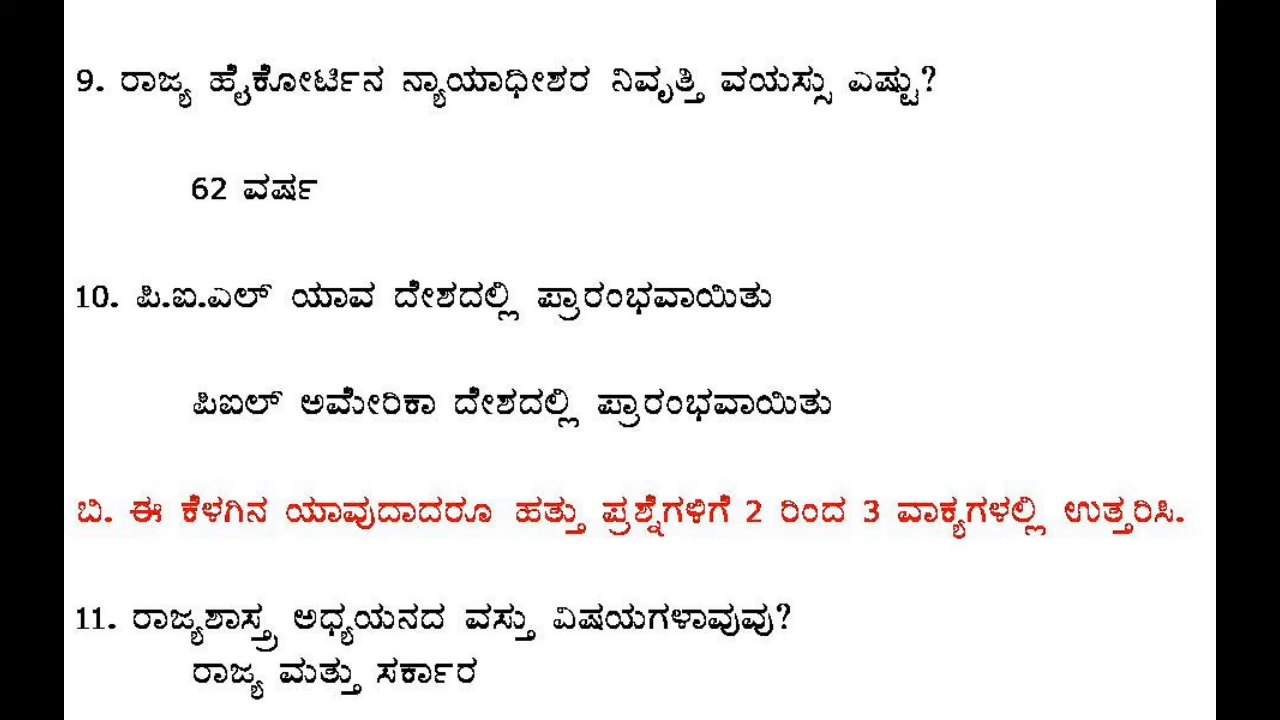 9. ರಾಜ್ಯ ಹೈಕೋರ್ಟಿನ ನ್ಯಾಯಾಧೀಶರ ನಿವೃತ್ತಿ ವಯಸ್ಸು ಎಷ್ಟು?
62 ವರ್ಷ
10. ಪಿ.ಐ.ಎಲ್ ಯಾವ ದೇಶದಲ್ಲಿ ಪ್ರಾರಂಭವಾಯಿತು
ಪಿಐಲ್ ಅಮೇರಿಕಾ ದೇಶದಲ್ಲಿ ಪ್ರಾರಂಭವಾಯಿತು
ಬಿ. ಈ ಕೆಳಗಿನ ಯಾವುದಾದರೂ ಹತ್ತು ಪ್ರಶ್ನೆಗಳಿಗೆ 2 ರಿಂದ 3 ವಾಕ್ಯಗಳಲ್ಲಿ ಉತ್ತರಿಸಿ.
11. ರಾಜ್ಯಶಾಸ್ತ್ರ ಅಧ್ಯಯನದ ವಸ್ತು ವಿಷಯಗಳಾವುವು?
ರಾಜ್ಯ ಮತ್ತು ಸರ್ಕಾರ